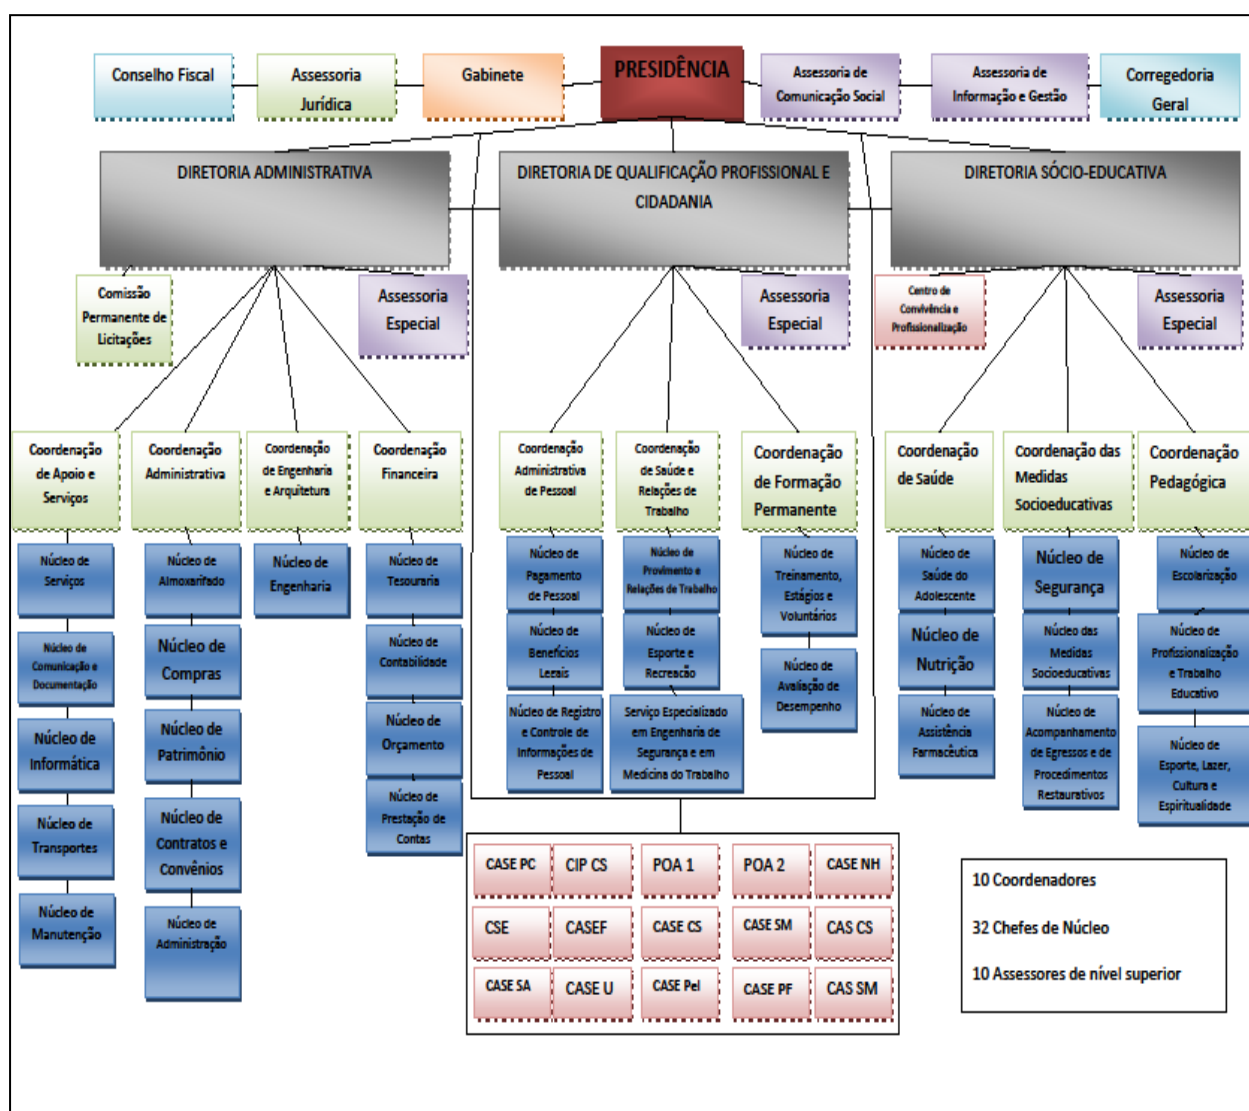 Conselho Fiscal
Assessoria
Jurídica
Gabinete
PRESIDÊNCIA
Assessoria de
Comunicação Social
Assessoria de
Informação e Gestão
Corregedoria
Geral
DIRETORIA ADMINISTRATIVA
DIRETORIA DE QUALIFICAÇÃO PROFISSIONAL E
CIDADANIA
DIRETORIA SÓCIO-EDUCATIVA
Comissão
Permanente de
Licitações
Assessoria
Especial
Assessoria
Especial
Centro de
Convivência e
Profissionalização
Assessoria
Especial
Coordenação
de Apoio e
Serviços
Coordenação
Administrativa
Coordenação
de Engenharia
e Arquitetura
Coordenação
Financeira
Coordenação
Administrativa
de Pessoal
Coordenação
de Saúde e
Relações de
Trabalho
Coordenação
de Formação
Permanente
Coordenação
de Saúde
Coordenação das
Medidas
Socioeducativas
Coordenação
Pedagógica
Núcleo de
Serviços
Núcleo de
Comunicação e
Documentação
Núcleo de
Informática
Núcleo de
Transportes
Núcleo de
Manutenção
Núcleo de
Almoxarifado
Núcleo de
Compras
Núcleo de
Patrimônio
Núcleo de
Contratos e
Convênios
Núcleo de
Administração
Núcleo de
Engenharia
Núcleo de
Tesouraria
Núcleo de
Contabilidade
Núcleo de
Orçamento
Núcleo de
Prestação de
Contas
Núcleo de
Pagamento
de Pessoal
Núcleo de
Benefícios
Legais
Núcleo de Registro
e Controle de
Informações de
Pessoal
Núcleo de
Provimento e
Relações de Trabalho
Núcleo de
Esporte e
Recreação
Serviço Especializado
em Engenharia de
Segurança e em
Medicina do Trabalho
Núcleo de
Treinamento,
Estágios e
Voluntários
Núcleo de
Avaliação de
Desempenho
Núcleo de
Saúde do
Adolescente
Núcleo de
Nutrição
Núcleo de
Assistência
Farmacêutica
Núcleo de
Segurança
Núcleo das
Medidas
Socioeducativas
Núcleo de
Acompanhamento
de Egressos e de
Procedimentos
Restaurativos
Núcleo de
Escolarização
Núcleo de
Profissionalização
e Trabalho
Educativo
Núcleo de
Esporte, Lazer,
Cultura e
Espiritualidade
CASE PC
CIP CS
POA 1
POA 2
CASE NH
CSE
CASEF
CASE CS
CASE SM
CAS CS
CASE SA
CASE U
CASE Pel
CASE PF
CAS SM
10 Coordenadores
32 Chefes de Núcleo
10 Assessores de nível superior